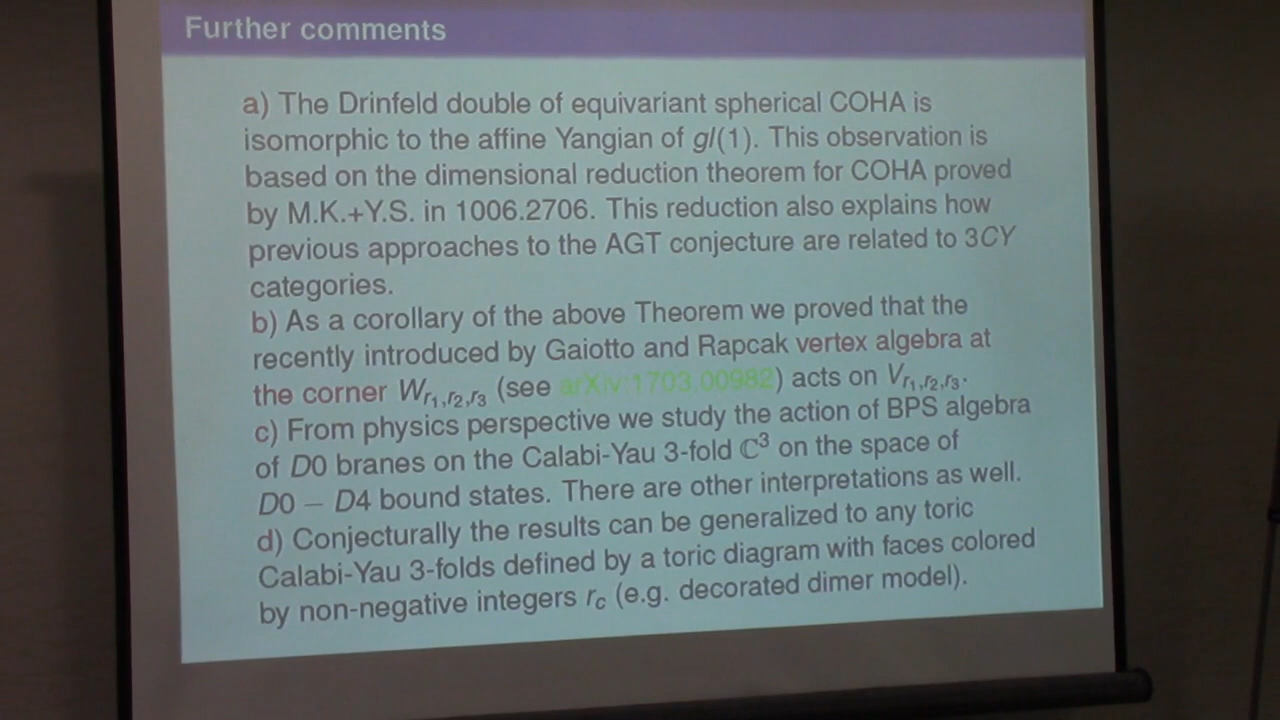 Further comments
a) The Drinfeld double of equivariant spherical COHA is
isomorphic to the affine Yangian of gl(1). This observation is
based on the dimensional reduction theorem for COHA proved
by M.K.+Y.S. in 1006.2706. This reduction also explains how
previous approaches to the AGT conjecture are related to 3CY
categories.
b) As a corollary of the above Theorem we proved that the
recently introduced by Gaiotto and Rapcak vertex algebra at
the corner W_{r_1,r_2,r_3} (see arXiv:1703.00982) acts on V_{r_1,r_2,r_3}.
c) From physics perspective we study the action of BPS algebra
of D0 branes on the Calabi-Yau 3-fold ℂ³ on the space of
D0 − D4 bound states. There are other interpretations as well.
d) Conjecturally the results can be generalized to any toric
Calabi-Yau 3-folds defined by a toric diagram with faces colored
by non-negative integers r_c (e.g. decorated dimer model).